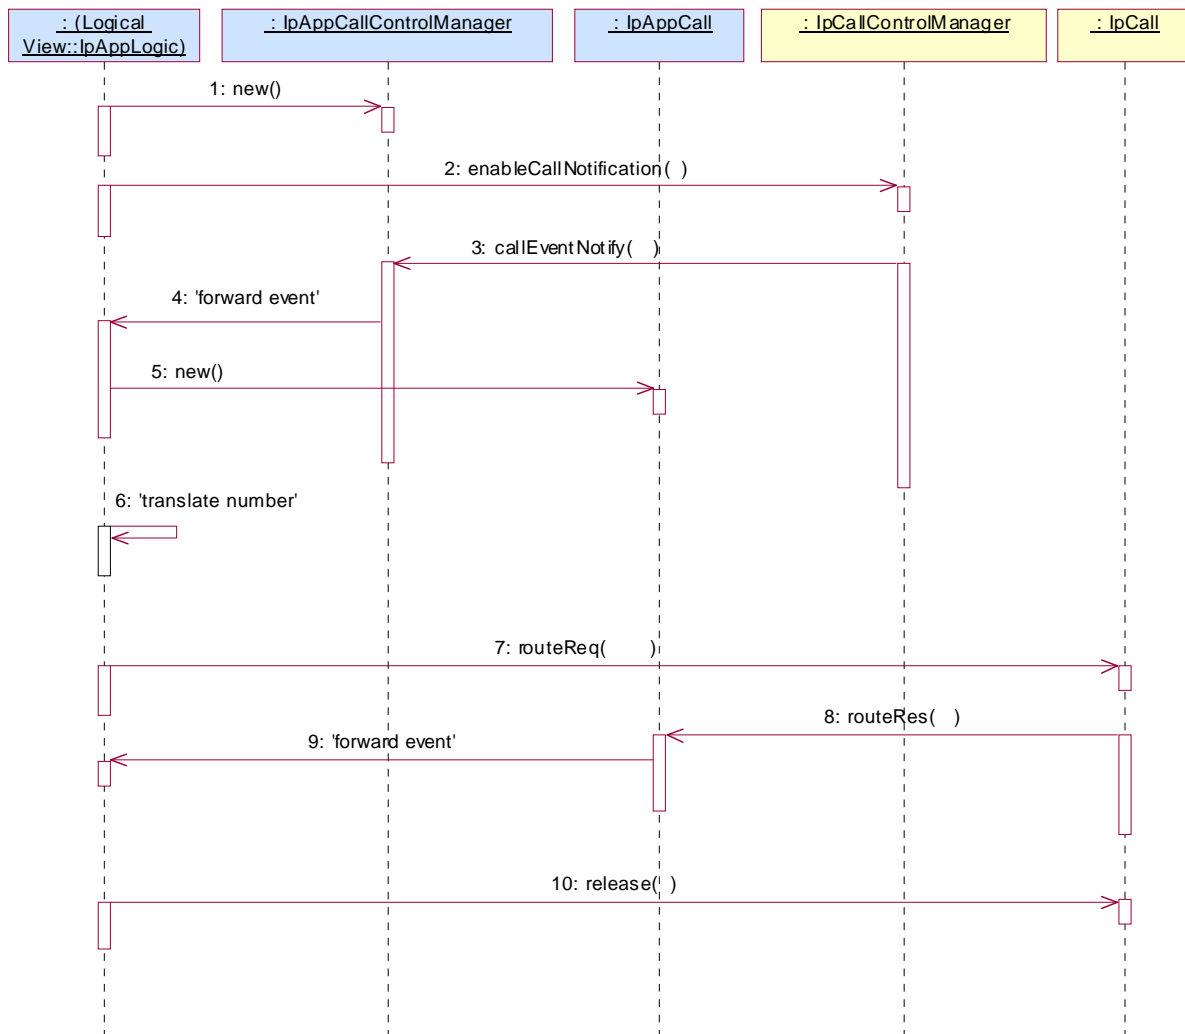 : (Logical
View::IpAppLogic)
: IpAppCallControlManager
: IpAppCall
: IpCallControlManager
: IpCall
1: new()
2: enableCallNotification( )
3: callEventNotify( )
4: 'forward event'
5: new()
6: 'translate number'
7: routeReq( )
8: routeRes( )
9: 'forward event'
10: release( )